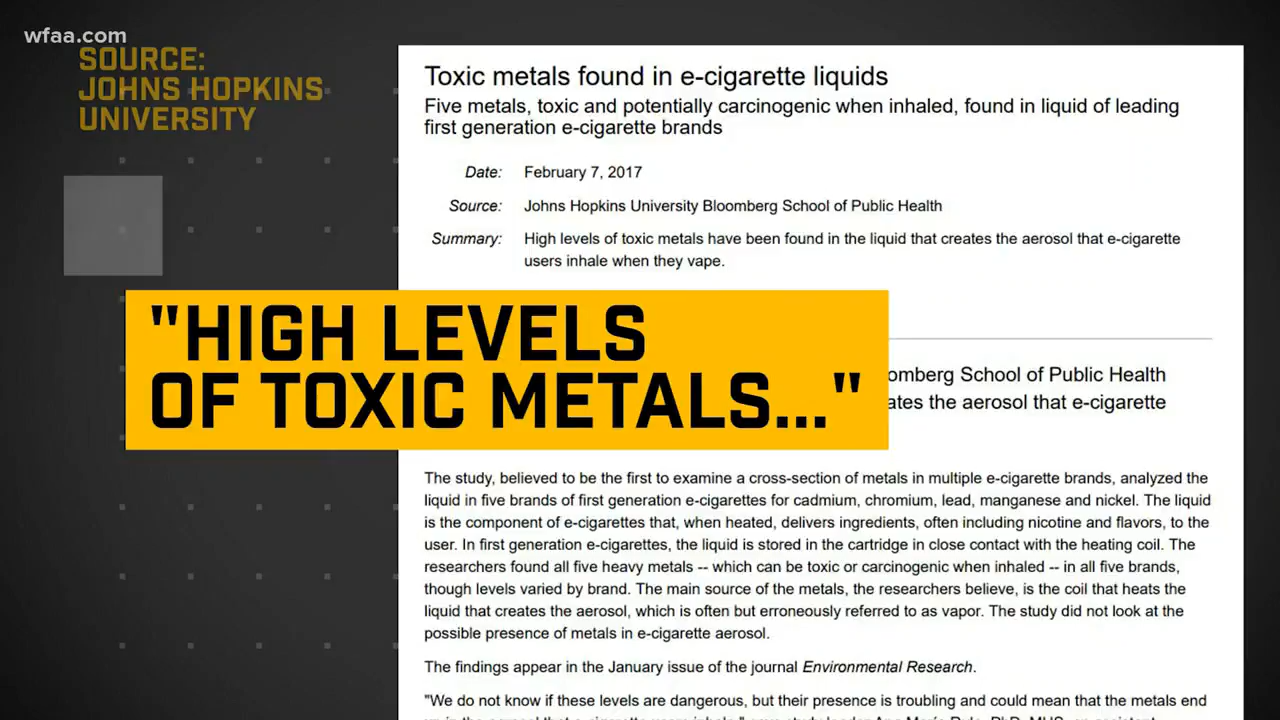 wfaa.com
SOURCE:
JOHNS HOPKINS
UNIVERSITY
Toxic metals found in e-cigarette liquids
Five metals, toxic and potentially carcinogenic when inhaled, found in liquid of leading
first generation e-cigarette brands
Date: February 7, 2017
Source: Johns Hopkins University Bloomberg School of Public Health
Summary: High levels of toxic metals have been found in the liquid that creates the aerosol that e-cigarette
users inhale when they vape.
"HIGH LEVELS
OF TOXIC METALS..."
omberg School of Public Health
ates the aerosol that e-cigarette
The study, believed to be the first to examine a cross-section of metals in multiple e-cigarette brands, analyzed the
liquid in five brands of first generation e-cigarettes for cadmium, chromium, lead, manganese and nickel. The liquid
is the component of e-cigarettes that, when heated, delivers ingredients, often including nicotine and flavors, to the
user. In first generation e-cigarettes, the liquid is stored in the cartridge in close contact with the heating coil. The
researchers found all five heavy metals -- which can be toxic or carcinogenic when inhaled -- in all five brands,
though levels varied by brand. The main source of the metals, the researchers believe, is the coil that heats the
liquid that creates the aerosol, which is often but erroneously referred to as vapor. The study did not look at the
possible presence of metals in e-cigarette aerosol.
The findings appear in the January issue of the journal Environmental Research.
"We do not know if these levels are dangerous, but their presence is troubling and could mean that the metals end